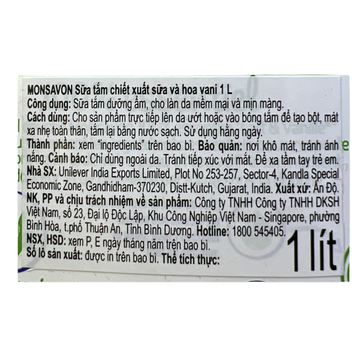 MONSAVON Sữa tắm chiết xuất sữa và hoa vani 1 L
Công dụng: Sữa tắm dưỡng ẩm, cho làn da mềm mại và mịn màng.
Cách dùng: Cho sản phẩm trực tiếp lên da ướt hoặc vào bông tắm để tạo bọt, mát
xa nhẹ toàn thân, tắm lại bằng nước sạch. Sử dụng hằng ngày.
Thành phần: xem “ingredients” trên bao bì. Bảo quản: nơi khô mát, tránh ánh
nắng. Cảnh báo: Chỉ dùng ngoài da. Tránh tiếp xúc với mắt. Để xa tầm tay trẻ em.
Nhà SX: Unilever India Exports Limited, Plot No 253-257, Sector-4, Kandla Special
Economic Zone, Gandhidham-370230, Distt-Kutch, Gujarat, India. Xuất xứ: Ấn Độ.
NK, PP và chịu trách nhiệm về sản phẩm: Công ty TNHH Công ty TNHH DKSH
Việt Nam, số 23, Đại lộ Độc Lập, Khu Công Nghiệp Việt Nam - Singapore, phường
Bình Hòa, t.phố Thuận An, Tỉnh Bình Dương. Hotline: 1800 545405.
NSX, HSD: xem P, E ngày tháng năm trên bao bì.
Số lô sản xuất: được in trên bao bì. Thể tích thực:
1 lít